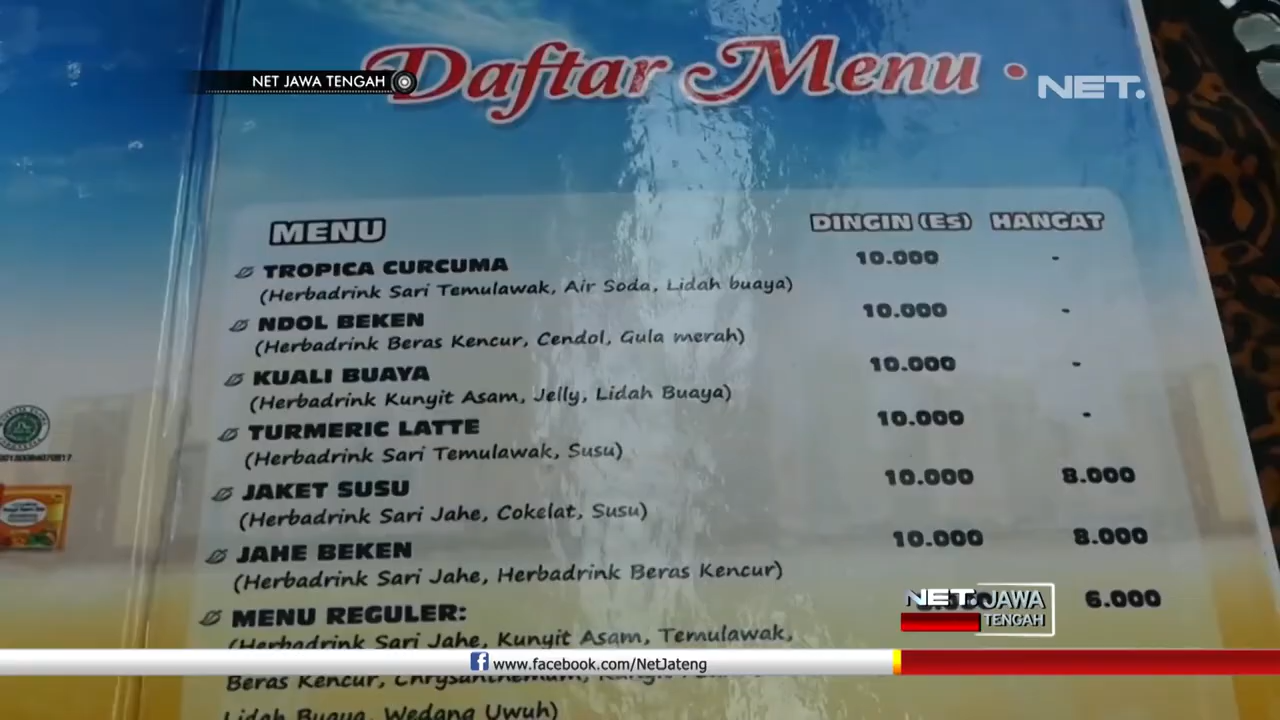 Daftar Menu
NET JAWA TENGAH
NET.
MENU DINGIN (Es) HANGAT
TROPICA CURCUMA 10.000 -
(Herbadrink Sari Temulawak, Air Soda, Lidah buaya)
NDOL BEKEN 10.000 -
(Herbadrink Beras Kencur, Cendol, Gula merah)
KUALI BUAYA 10.000 -
(Herbadrink Kunyit Asam, Jelly, Lidah Buaya)
TURMERIC LATTE 10.000 -
(Herbadrink Sari Temulawak, Susu)
JAKET SUSU 10.000 8.000
(Herbadrink Sari Jahe, Cokelat, Susu)
JAHE BEKEN 10.000 8.000
(Herbadrink Sari Jahe, Herbadrink Beras Kencur)
MENU REGULER: 6.000
(Herbadrink Sari Jahe, Kunyit Asam, Temulawak,
Beras Kencur, Chrysanthemum,
Lidah Buaya, Wedang Uwuh)
NET. JAWA
TENGAH
www.facebook.com/NetJateng